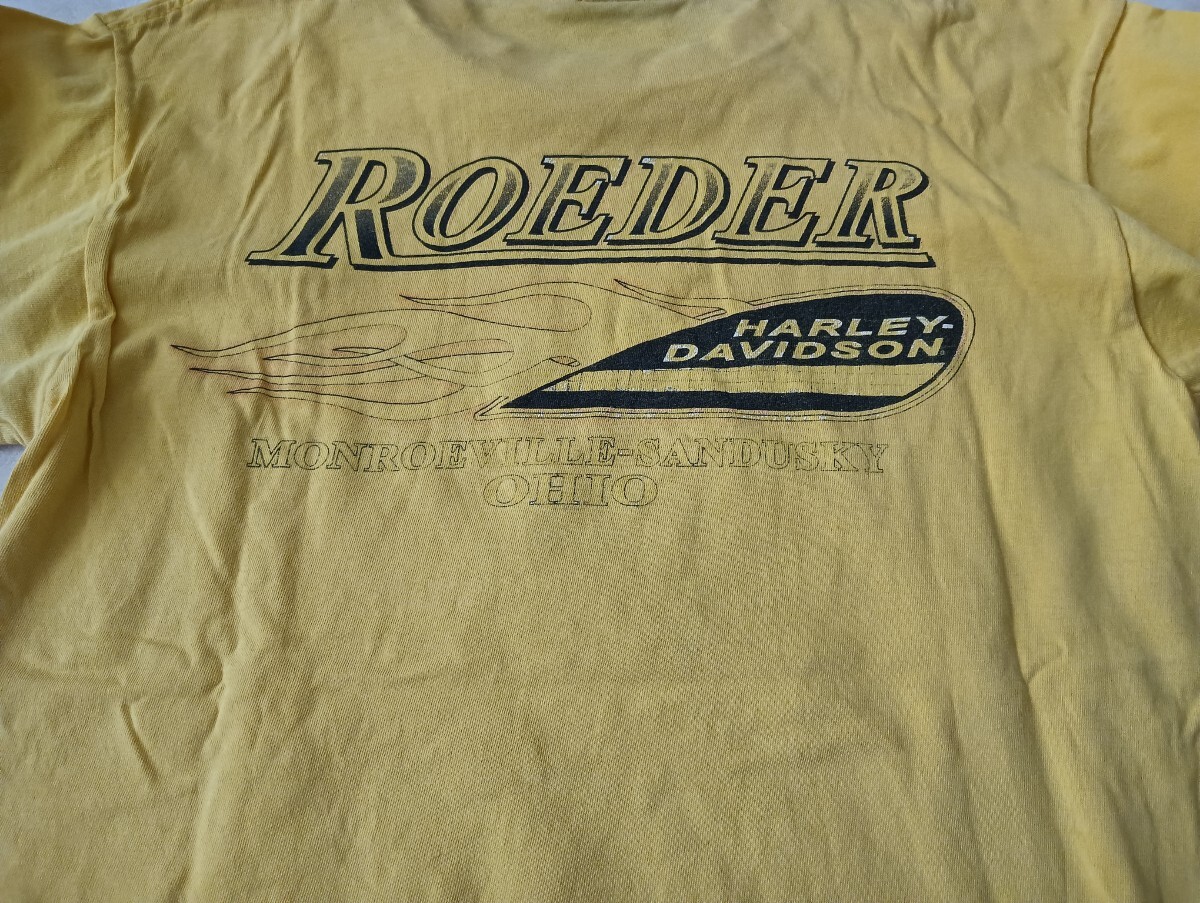 ROEDER
HARLEY-
DAVIDSON
MONROEVILLE-SANDUSKY
OHIO